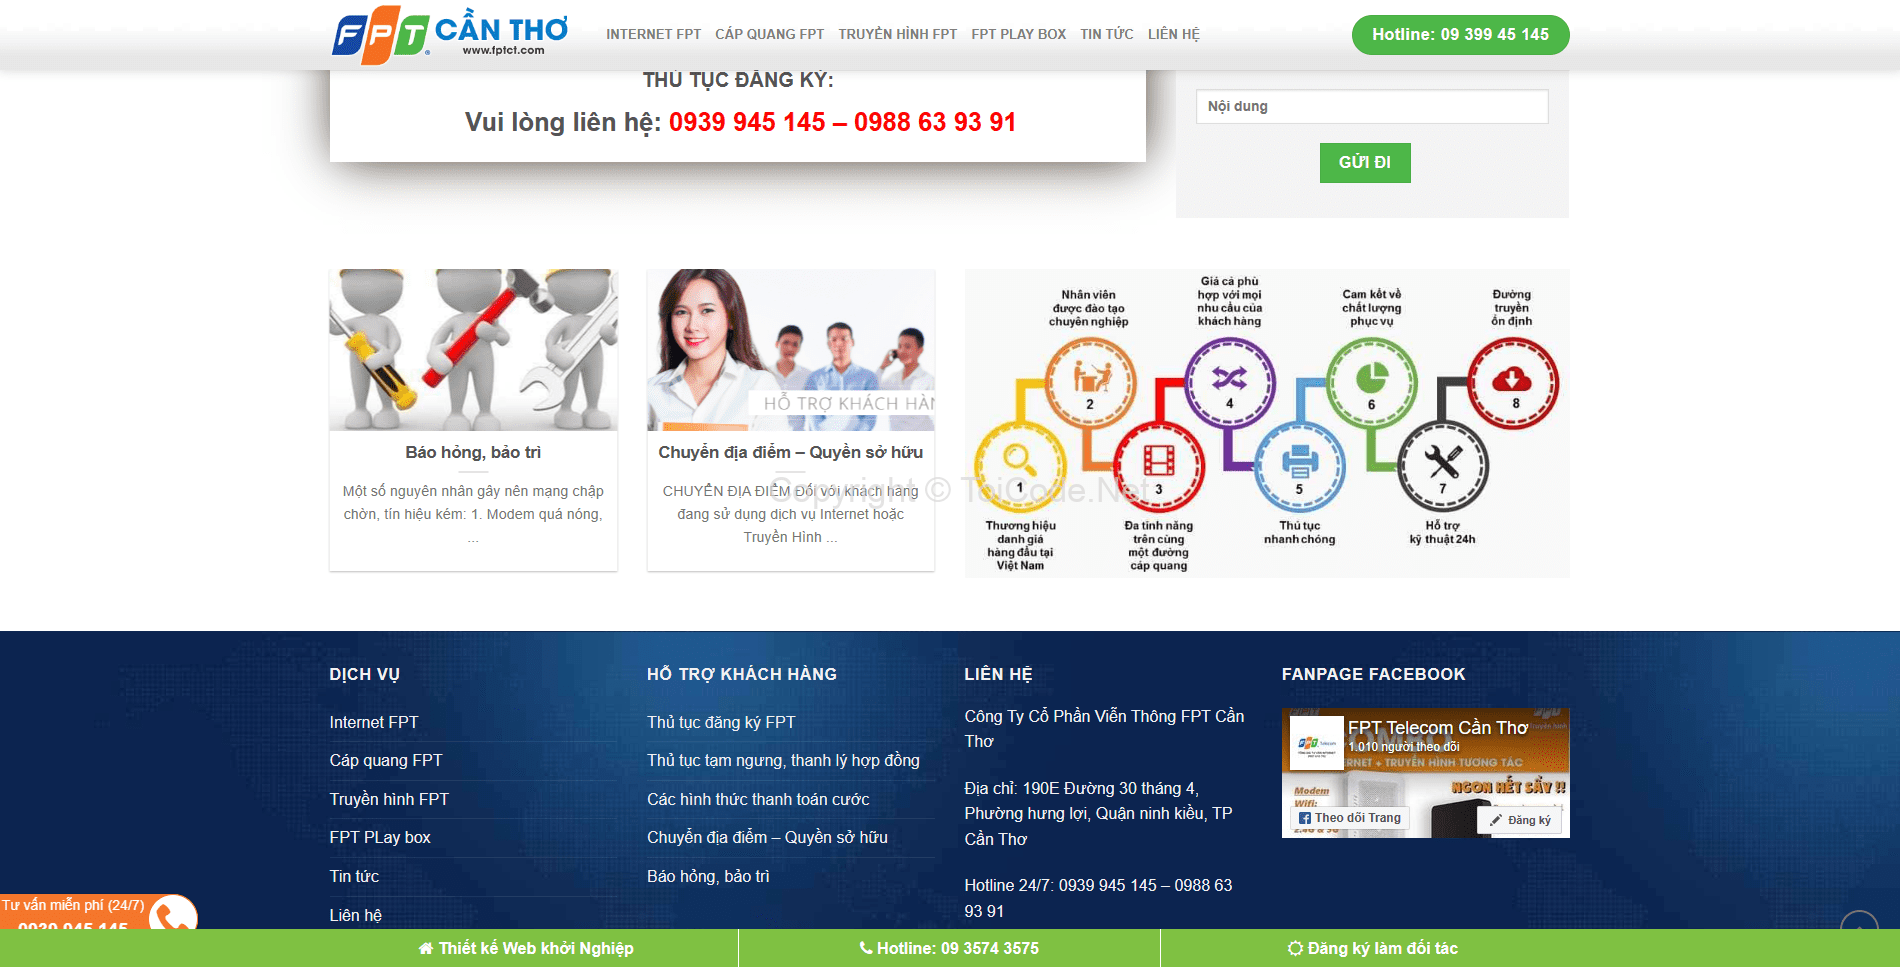 FPT CẦN THƠ
www.fptct.com
INTERNET FPT CÁP QUANG FPT TRUYỀN HÌNH FPT FPT PLAY BOX TIN TỨC LIÊN HỆ
Hotline: 09 399 45 145
THỦ TỤC ĐĂNG KÝ:
Vui lòng liên hệ: 0939 945 145 – 0988 63 93 91
Nội dung
GỬI ĐI
HỖ TRỢ KHÁCH HÀN
Báo hỏng, bảo trì
Một số nguyên nhân gây nên mạng chập
chờn, tín hiệu kém: 1. Modem quá nóng,
...
Chuyển địa điểm – Quyền sở hữu
CHUYỂN ĐỊA ĐIỂM Đối với khách hàng
đang sử dụng dịch vụ Internet hoặc
Truyền Hình ...
Copyright © ToiCode.Net
Nhân viên
được đào tạo
chuyên nghiệp
Giá cả phù
hợp với mọi
nhu cầu của
khách hàng
Cam kết về
chất lượng
phục vụ
Đường
truyền
ổn định
2
4
6
8
1
3
5
7
Thương hiệu
danh giá
hàng đầu tại
Việt Nam
Đa tính năng
trên cùng
một đường
cáp quang
Thủ tục
nhanh chóng
Hỗ trợ
kỹ thuật 24h
DỊCH VỤ
Internet FPT
Cáp quang FPT
Truyền hình FPT
FPT PLay box
Tin tức
Liên hệ
HỖ TRỢ KHÁCH HÀNG
Thủ tục đăng ký FPT
Thủ tục tạm ngưng, thanh lý hợp đồng
Các hình thức thanh toán cước
Chuyển địa điểm – Quyền sở hữu
Báo hỏng, bảo trì
LIÊN HỆ
Công Ty Cổ Phần Viễn Thông FPT Cần
Thơ
Địa chỉ: 190E Đường 30 tháng 4,
Phường hưng lợi, Quận ninh kiều, TP
Cần Thơ
Hotline 24/7: 0939 945 145 – 0988 63
93 91
FANPAGE FACEBOOK
FPT Telecom Cần Thơ
1.010 người theo dõi
ERNET + TRUYỀN HÌNH TƯƠNG TÁC
NGON HẾT SẨY !!
Modem
Wifi:
Theo dõi Trang
Đăng ký
Tư vấn miễn phí (24/7)
0939 945 145
Thiết kế Web khởi Nghiệp
Hotline: 09 3574 3575
Đăng ký làm đối tác